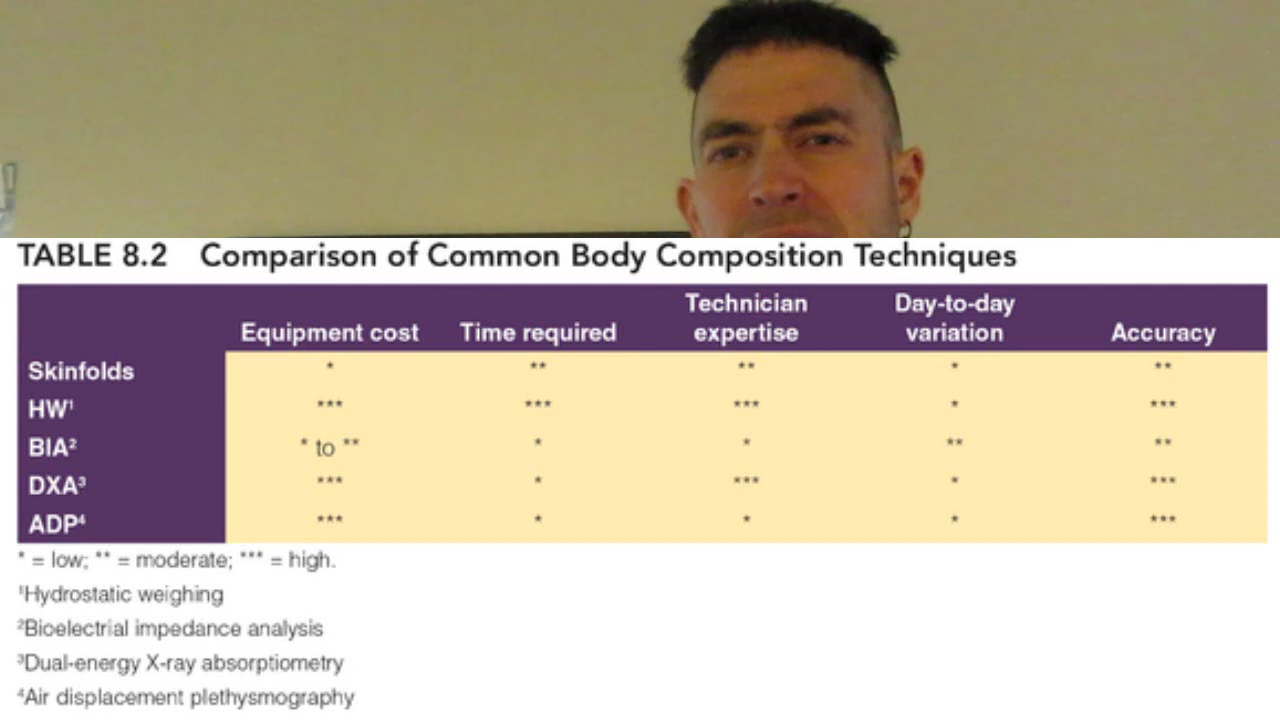 TABLE 8.2 Comparison of Common Body Composition Techniques
Equipment cost Time required Technician expertise Day-to-day variation Accuracy
Skinfolds * ** ** * **
HW¹ *** *** *** * ***
BIA² * to ** * * ** **
DXA³ *** * *** * ***
ADP⁴ *** * * * ***
* = low; ** = moderate; *** = high.
¹Hydrostatic weighing
²Bioelectrial impedance analysis
³Dual-energy X-ray absorptiometry
⁴Air displacement plethysmography